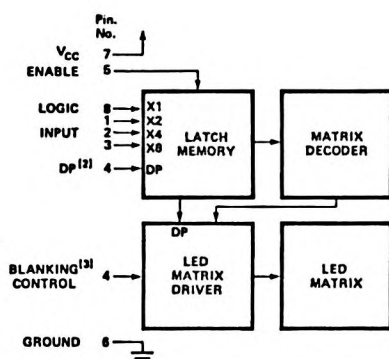 Pin.
No.
VCC 7
ENABLE 5
LOGIC 8 X1
1 X2
INPUT 2 X4
3 X8
DP[2] 4 DP
LATCH
MEMORY
MATRIX
DECODER
DP
BLANKING[3] 4
CONTROL
LED
MATRIX
DRIVER
LED
MATRIX
GROUND 6